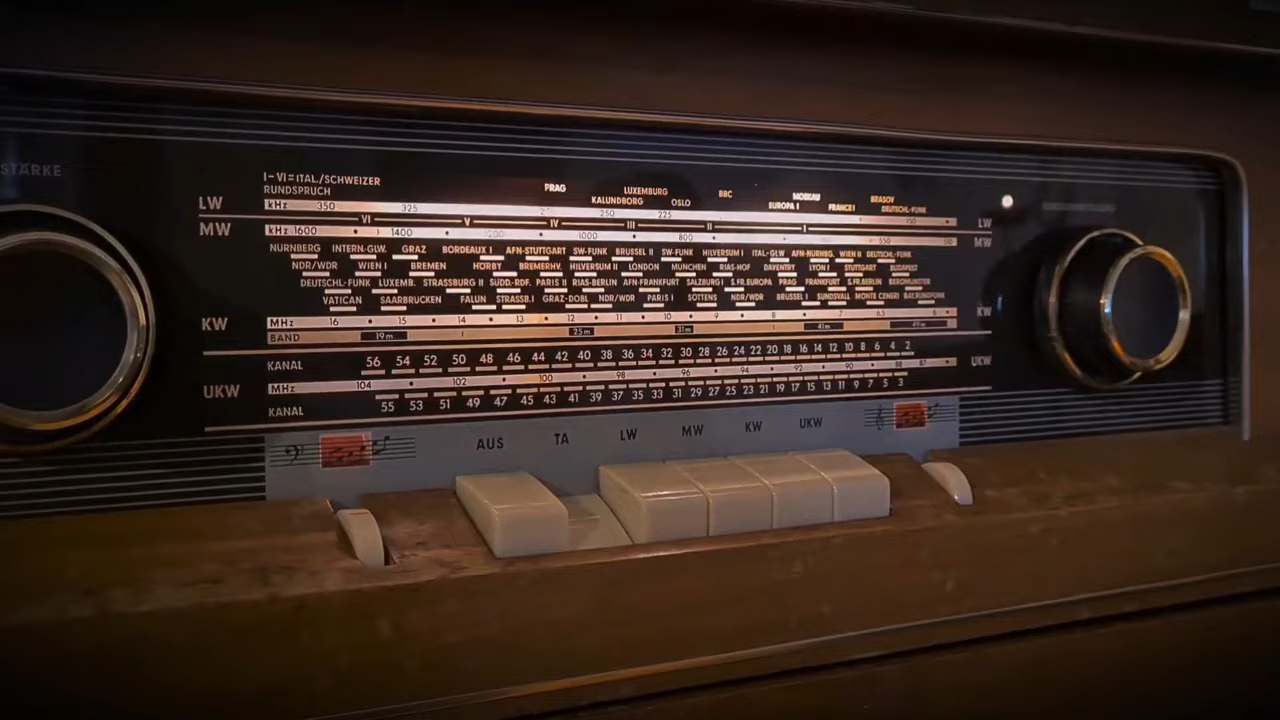 STÄRKE
I-VI=ITAL./SCHWEIZER
RUNDSPRUCH
PRAG LUXEMBURG BBC MOSKAU BRASOV
KALUNDBORG OSLO EUROPA I FRANCE I DEUTSCHL.-FUNK
LW kHz 350 325 250 225 LW
VI V IV III II I
MW kHz 1600 1400 1000 800 550 MW
NÜRNBERG INTERN-GLW. GRAZ BORDEAUX I AFN-STUTTGART SW-FUNK BRUSSEL II SW-FUNK HILVERSUM I ITAL-GLW AFN-NÜRNBG. WIEN II DEUTSCHL.-FUNK
NDR/WDR WIEN I BREMEN HÖRBY BREMERHV. HILVERSUM II LONDON MÜNCHEN RIAS-HOF DAVENTRY LYON I STUTTGART BUDAPEST
DEUTSCHL.-FUNK LUXEMB. STRASSBURG II SÜDD.-RDF. PARIS II RIAS-BERLIN AFN-FRANKFURT SALZBURG I S.FR.EUROPA PRAG FRANKFURT S.FR.BERLIN BEROMÜNSTER
VATICAN SAARBRÜCKEN FALUN STRASSB.I GRAZ-DOBL NDR/WDR PARIS I SOTTENS NDR/WDR BRÜSSEL I SUNDSVALL MONTE CENERI BAY.RUNDFUNK
KW MHz 16 15 14 13 12 11 10 9 8 7 6.5 6 KW
BAND 19m 25m 31m 41m 49m
KANAL 56 54 52 50 48 46 44 42 40 38 36 34 32 30 28 26 24 22 20 18 16 14 12 10 8 6 4 2
UKW MHz 104 102 100 98 96 94 92 90 88 87 UKW
KANAL 55 53 51 49 47 45 43 41 39 37 35 33 31 29 27 25 23 21 19 17 15 13 11 9 7 5 3
AUS TA LW MW KW UKW